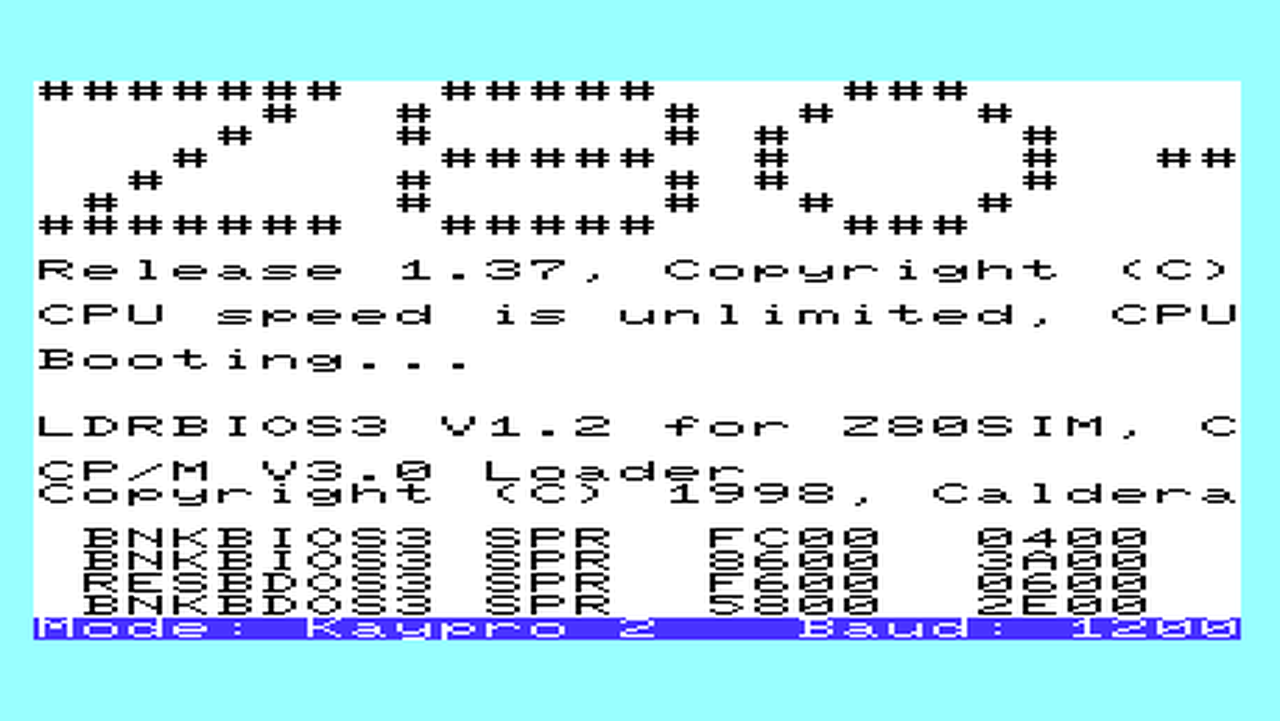 #######  #####    ###
     #  #     #  #   #
    #   #     # #     #
   #     #####  #     #  ##
  #     #     # #     #
 #      #     #  #   #
#######  #####    ###
Release 1.37, Copyright (C)
CPU speed is unlimited, CPU
Booting...
LDRBIOS3 V1.2 for Z80SIM, C
CP/M V3.0 Loader
Copyright (C) 1998, Caldera
BNKBIOS3 SPR  FC00  0400
BNKBIOS3 SPR  8600  3A00
RESBDOS3 SPR  F600  0600
BNKBDOS3 SPR  5800  2E00
Mode: Kaypro 2   Baud: 1200